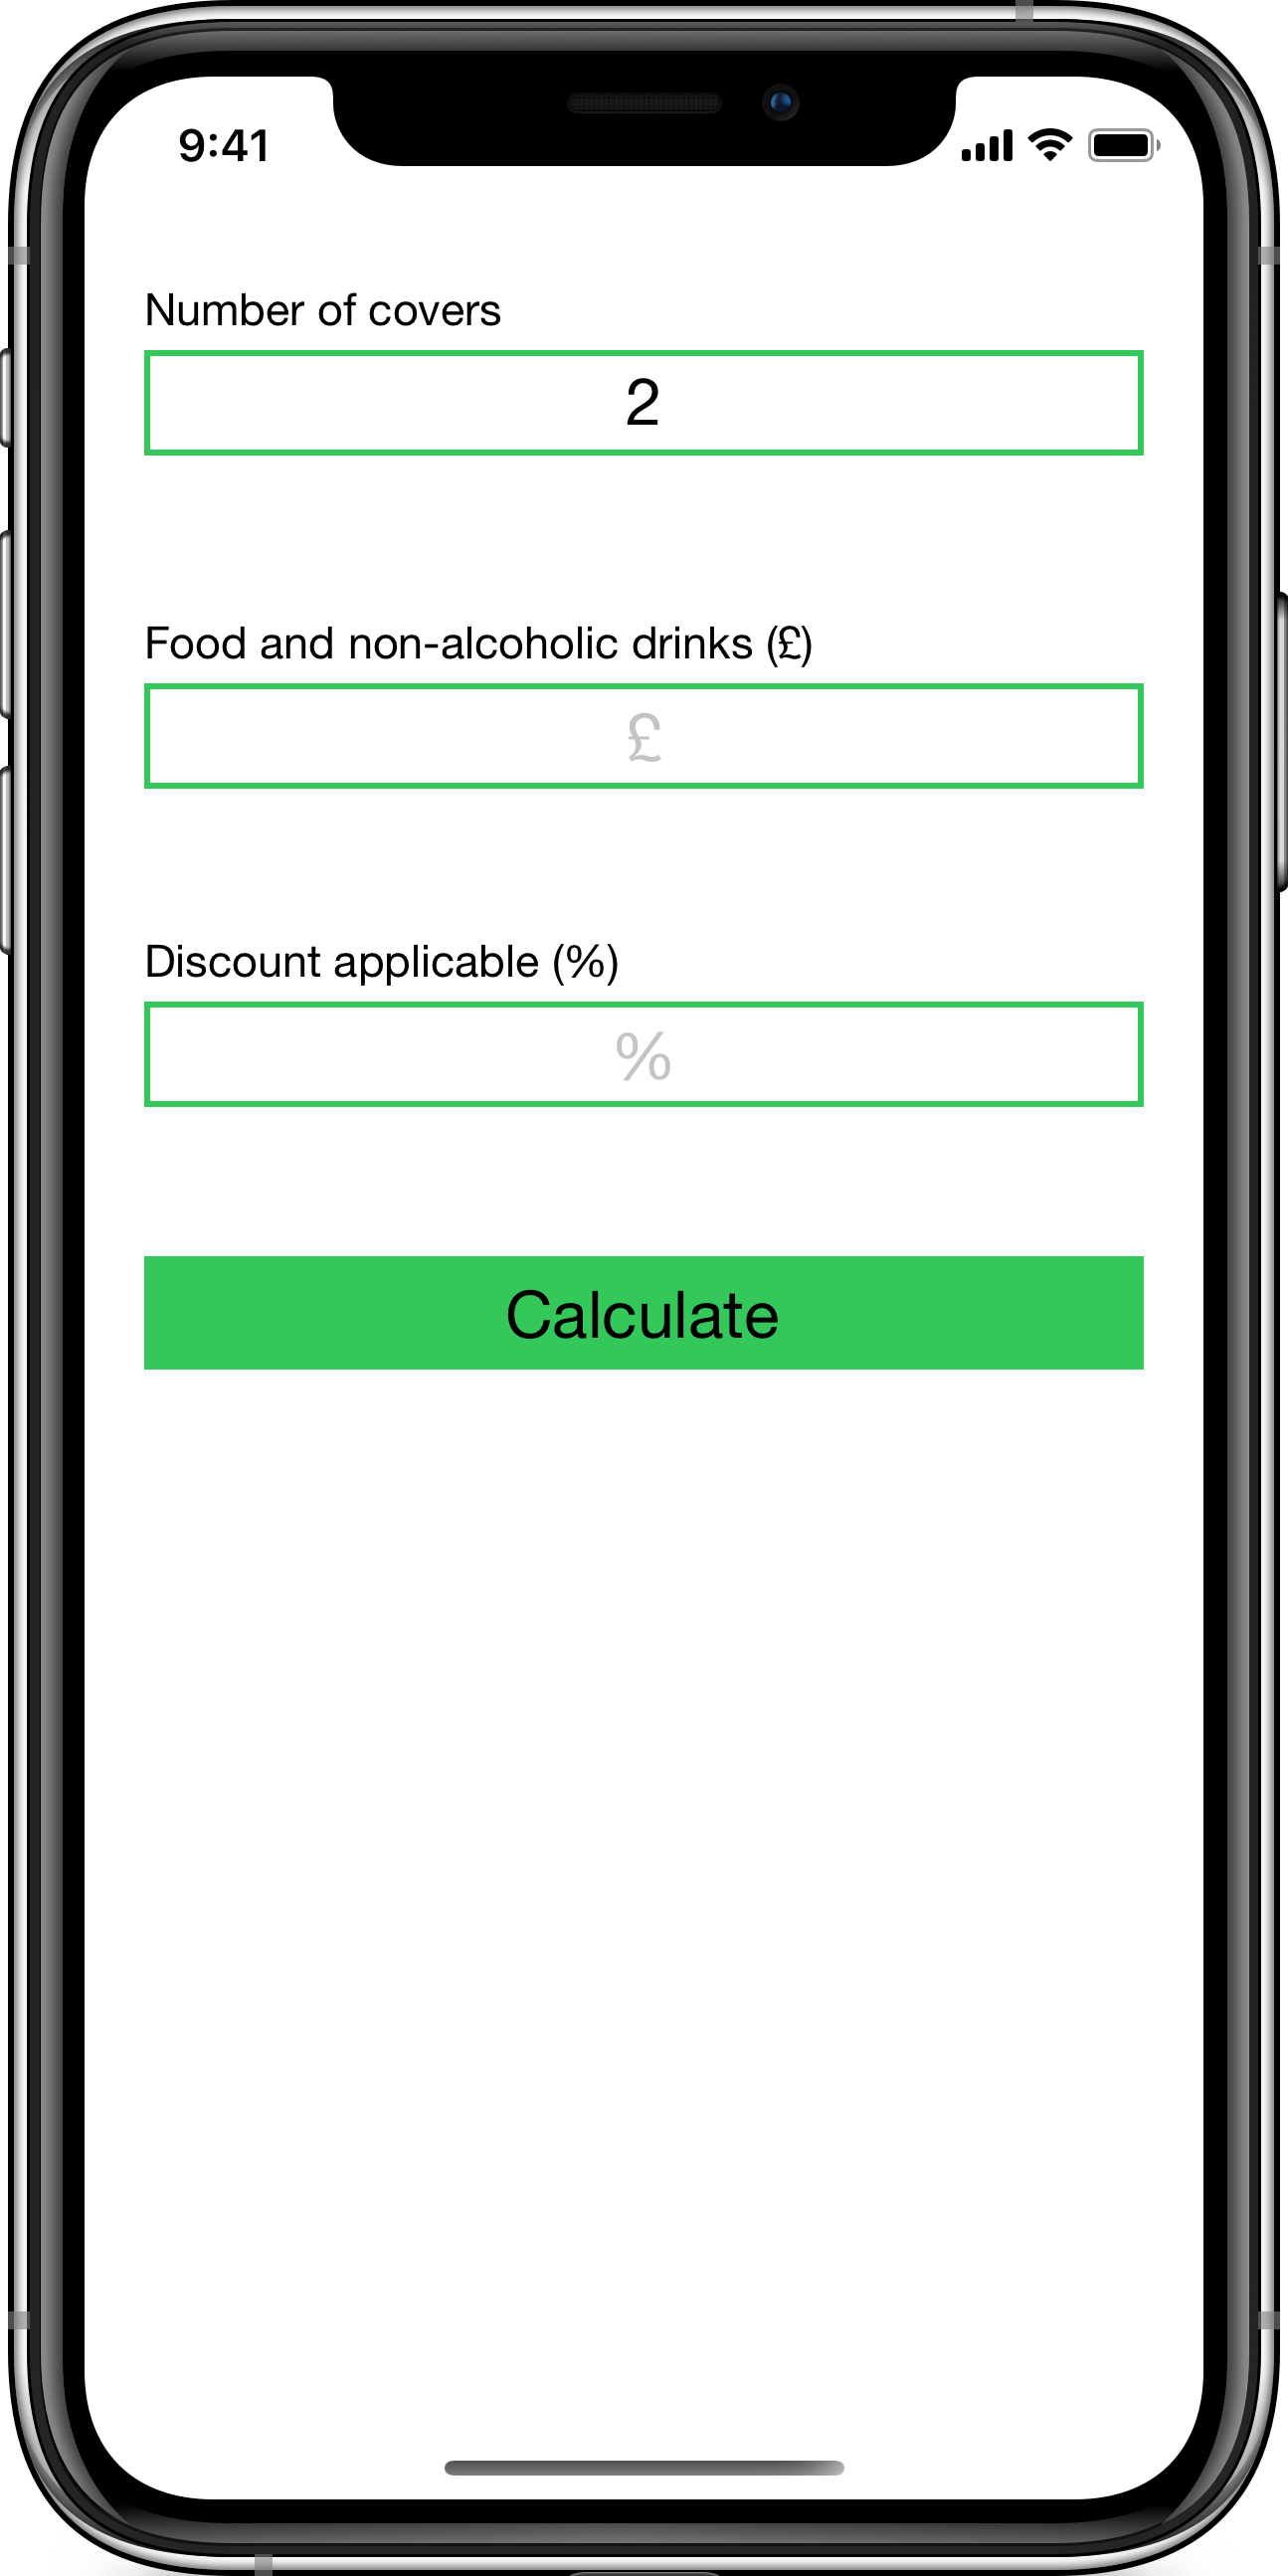 9:41
Number of covers
2
Food and non-alcoholic drinks (£)
£
Discount applicable (%)
%
Calculate